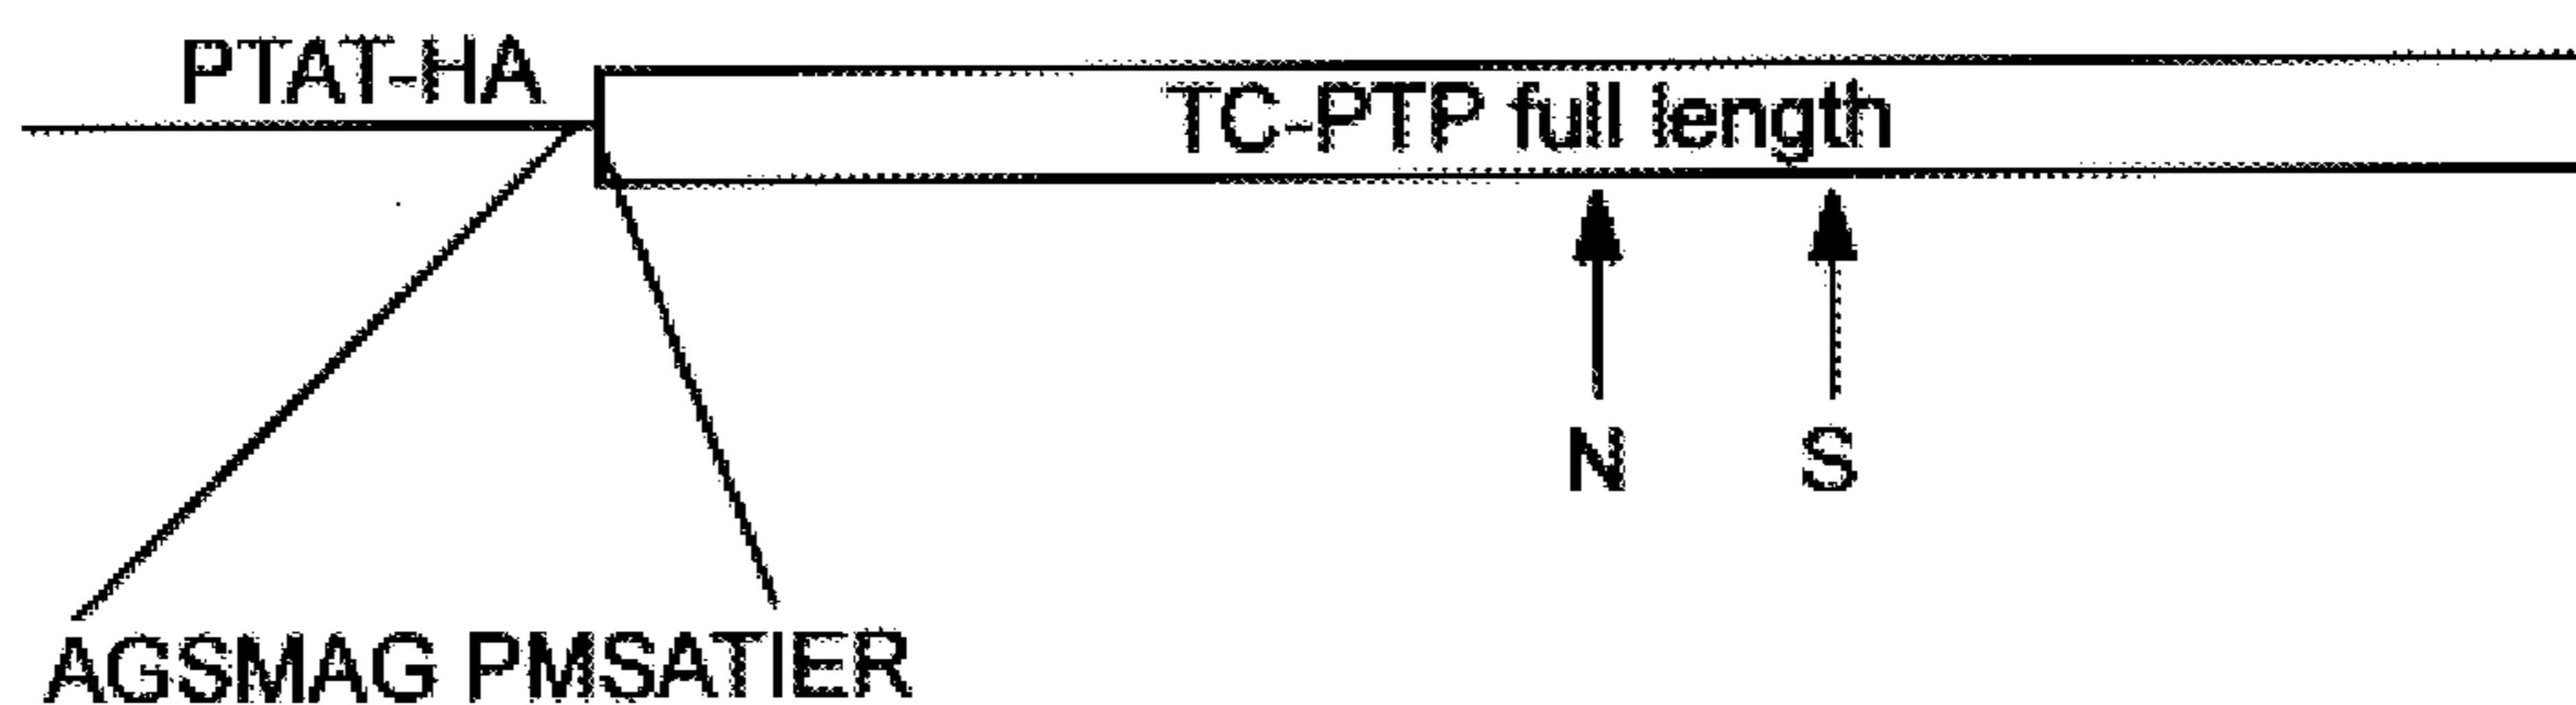 PTAT-HA
TC-PTP full length
N
S
AGSMAG PMSATIER